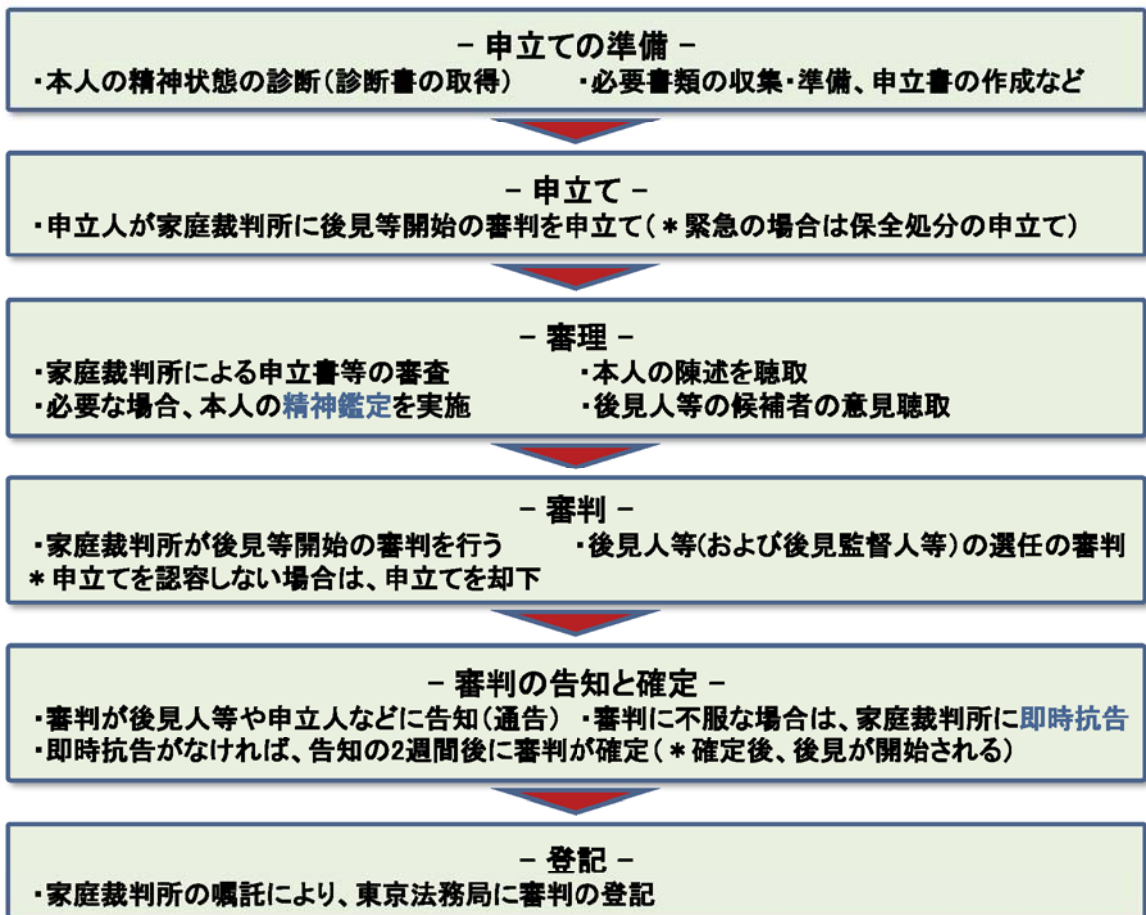 – 申立ての準備 –
・本人の精神状態の診断(診断書の取得)　・必要書類の収集・準備、申立書の作成など
– 申立て –
・申立人が家庭裁判所に後見等開始の審判を申立て(＊緊急の場合は保全処分の申立て)
– 審理 –
・家庭裁判所による申立書等の審査　・本人の陳述を聴取
・必要な場合、本人の精神鑑定を実施　・後見人等の候補者の意見聴取
– 審判 –
・家庭裁判所が後見等開始の審判を行う　・後見人等(および後見監督人等)の選任の審判
＊申立てを認容しない場合は、申立てを却下
– 審判の告知と確定 –
・審判が後見人等や申立人などに告知(通告)　・審判に不服な場合は、家庭裁判所に即時抗告
・即時抗告がなければ、告知の2週間後に審判が確定(＊確定後、後見が開始される)
– 登記 –
・家庭裁判所の嘱託により、東京法務局に審判の登記